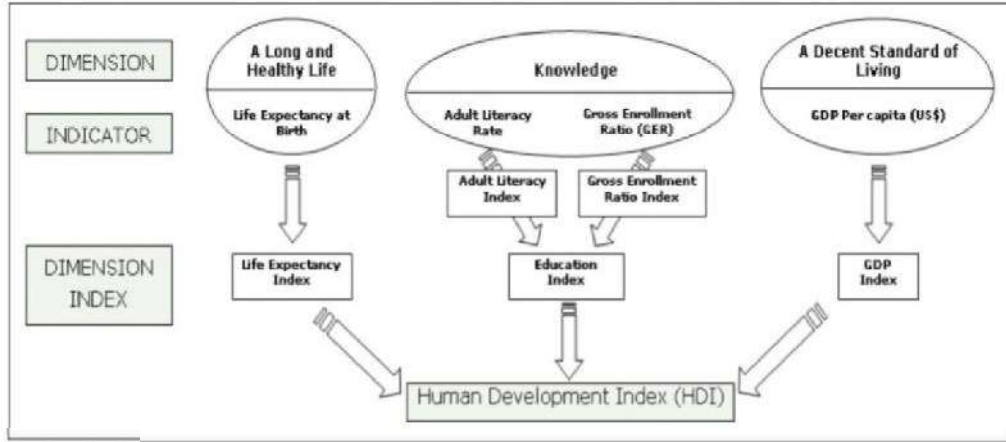 DIMENSION
A Long and
Healthy Life
Knowledge
A Decent Standard of
Living
INDICATOR
Life Expectancy at
Birth
Adult Literacy
Rate
Gross Enrollment
Ratio (GER)
GDP Per capita (US$)
Adult Literacy
Index
Gross Enrollment
Ratio Index
DIMENSION
INDEX
Life Expectancy
Index
Education
Index
GDP
Index
Human Development Index (HDI)